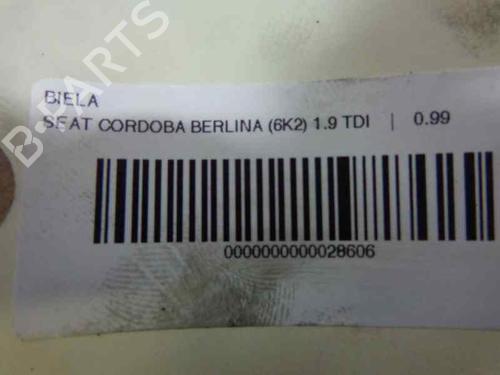 B-PARTS
BIELA
SEAT CORDOBA BERLINA (6K2) 1.9 TDI | 0.99
0000000000028606